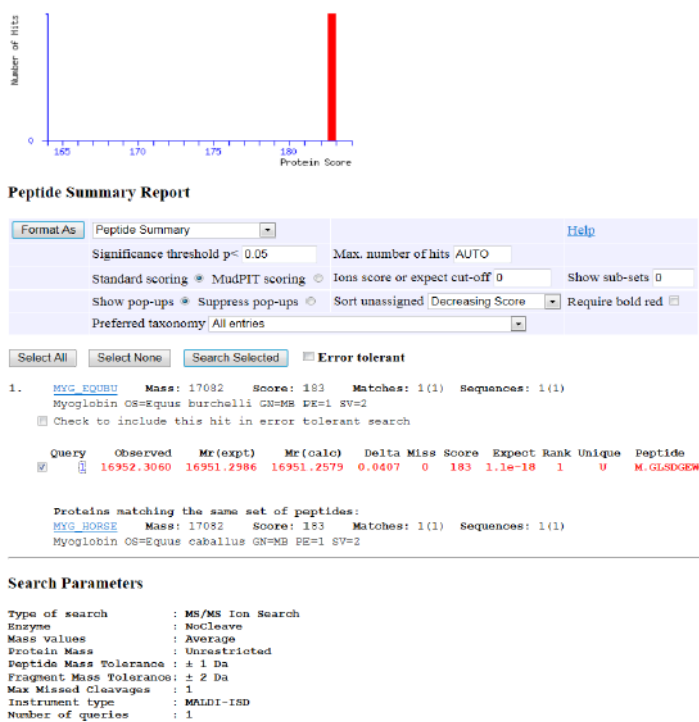 Number of Hits
0
165 170 175 180
Protein Score
Peptide Summary Report
Format As Peptide Summary Help
Significance threshold p< 0.05 Max. number of hits AUTO
Standard scoring MudPIT scoring Ions score or expect cut-off 0 Show sub-sets 0
Show pop-ups Suppress pop-ups Sort unassigned Decreasing Score Require bold red
Preferred taxonomy All entries
Select All Select None Search Selected Error tolerant
1. MYG_EQUBU Mass: 17082 Score: 183 Matches: 1(1) Sequences: 1(1)
Myoglobin OS=Equus burchelli GN=MB PE=1 SV=2
Check to include this hit in error tolerant search
Query Observed Mr(expt) Mr(calc) Delta Miss Score Expect Rank Unique Peptide
1 16952.3060 16951.2986 16951.2579 0.0407 0 183 1.1e-18 1 U M.GLSDGEW
Proteins matching the same set of peptides:
MYG_HORSE Mass: 17082 Score: 183 Matches: 1(1) Sequences: 1(1)
Myoglobin OS=Equus caballus GN=MB PE=1 SV=2
Search Parameters
Type of search : MS/MS Ion Search
Enzyme : NoCleave
Mass values : Average
Protein Mass : Unrestricted
Peptide Mass Tolerance : ± 1 Da
Fragment Mass Tolerance: ± 2 Da
Max Missed Cleavages : 1
Instrument type : MALDI-ISD
Number of queries : 1